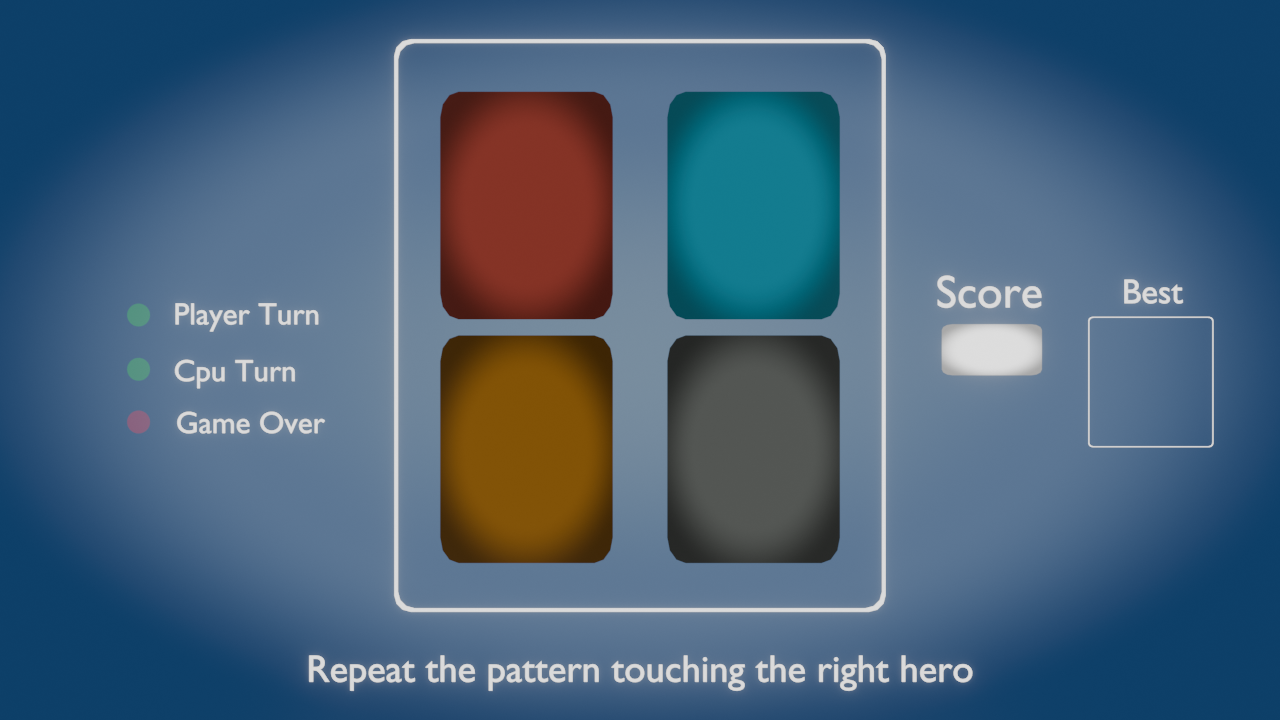 Player Turn
Cpu Turn
Game Over
Score
Best
Repeat the pattern touching the right hero